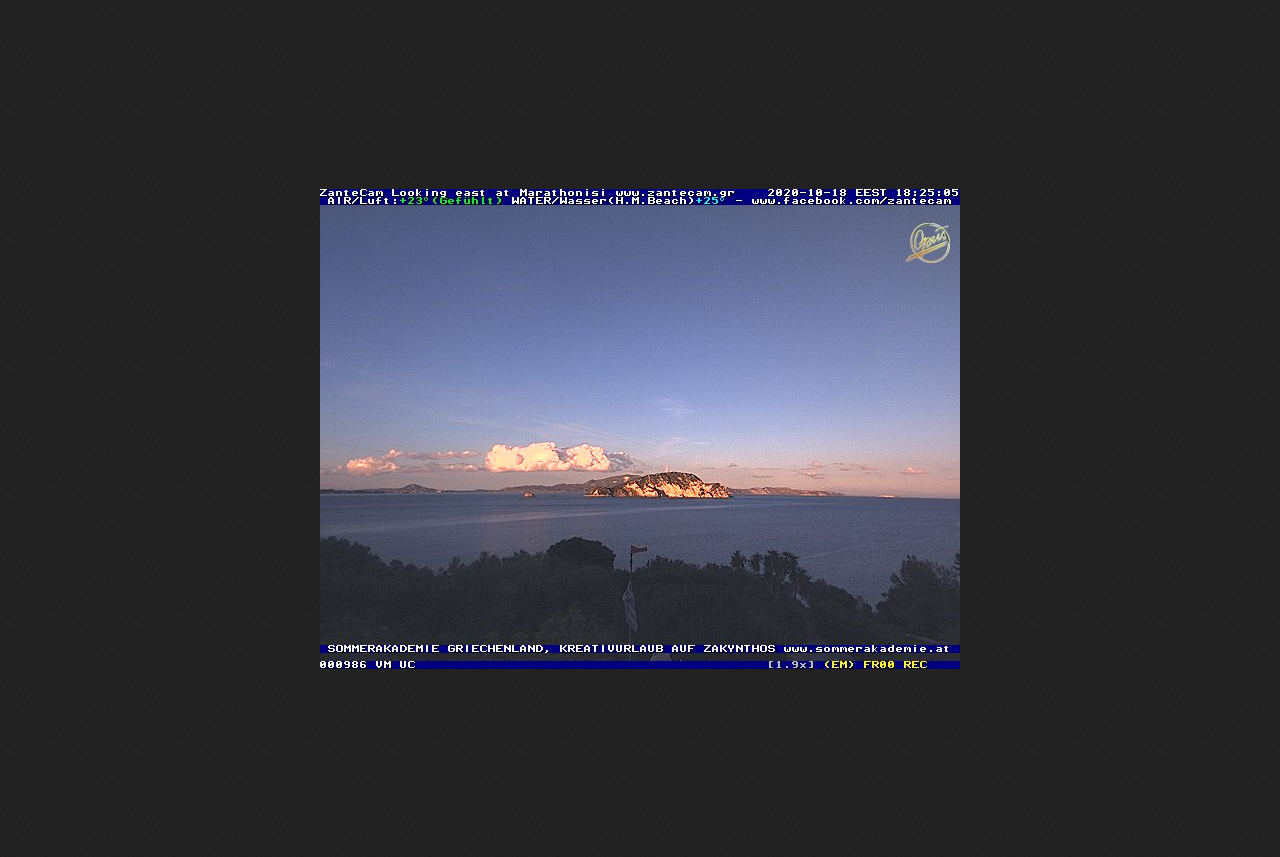 ZanteCam Looking east at Marathonisi www.zantecam.gr 2020-10-18 EEST 18:25:05
AIR/Luft:+23°(Gefühlt) WATER/Wasser(H.M.Beach)+25° - www.facebook.com/zantecam
Opus
SOMMERAKADEMIE GRIECHENLAND, KREATIVURLAUB AUF ZAKYNTHOS www.sommerakademie.at
000986 VM UC [1.9x] (EM) FR00 REC